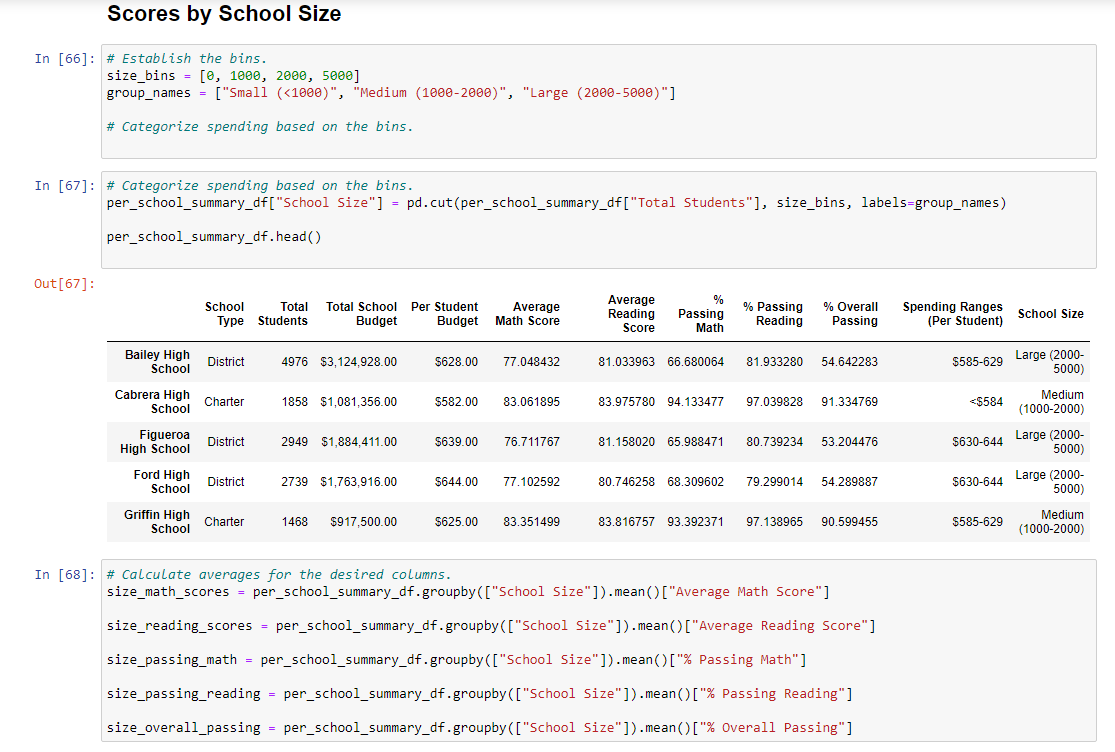 Scores by School Size
In [66]:
# Establish the bins.
size_bins = [0, 1000, 2000, 5000]
group_names = ["Small (<1000)", "Medium (1000-2000)", "Large (2000-5000)"]
# Categorize spending based on the bins.
In [67]:
# Categorize spending based on the bins.
per_school_summary_df["School Size"] = pd.cut(per_school_summary_df["Total Students"], size_bins, labels=group_names)
per_school_summary_df.head()
Out[67]:
School Type Total Students Total School Budget Per Student Budget Average Math Score Average Reading Score % Passing Math % Passing Reading % Overall Passing Spending Ranges (Per Student) School Size
Bailey High School District 4976 $3,124,928.00 $628.00 77.048432 81.033963 66.680064 81.933280 54.642283 $585-629 Large (2000-5000)
Cabrera High School Charter 1858 $1,081,356.00 $582.00 83.061895 83.975780 94.133477 97.039828 91.334769 <$584 Medium (1000-2000)
Figueroa High School District 2949 $1,884,411.00 $639.00 76.711767 81.158020 65.988471 80.739234 53.204476 $630-644 Large (2000-5000)
Ford High School District 2739 $1,763,916.00 $644.00 77.102592 80.746258 68.309602 79.299014 54.289887 $630-644 Large (2000-5000)
Griffin High School Charter 1468 $917,500.00 $625.00 83.351499 83.816757 93.392371 97.138965 90.599455 $585-629 Medium (1000-2000)
In [68]:
# Calculate averages for the desired columns.
size_math_scores = per_school_summary_df.groupby(["School Size"]).mean()["Average Math Score"]
size_reading_scores = per_school_summary_df.groupby(["School Size"]).mean()["Average Reading Score"]
size_passing_math = per_school_summary_df.groupby(["School Size"]).mean()["% Passing Math"]
size_passing_reading = per_school_summary_df.groupby(["School Size"]).mean()["% Passing Reading"]
size_overall_passing = per_school_summary_df.groupby(["School Size"]).mean()["% Overall Passing"]